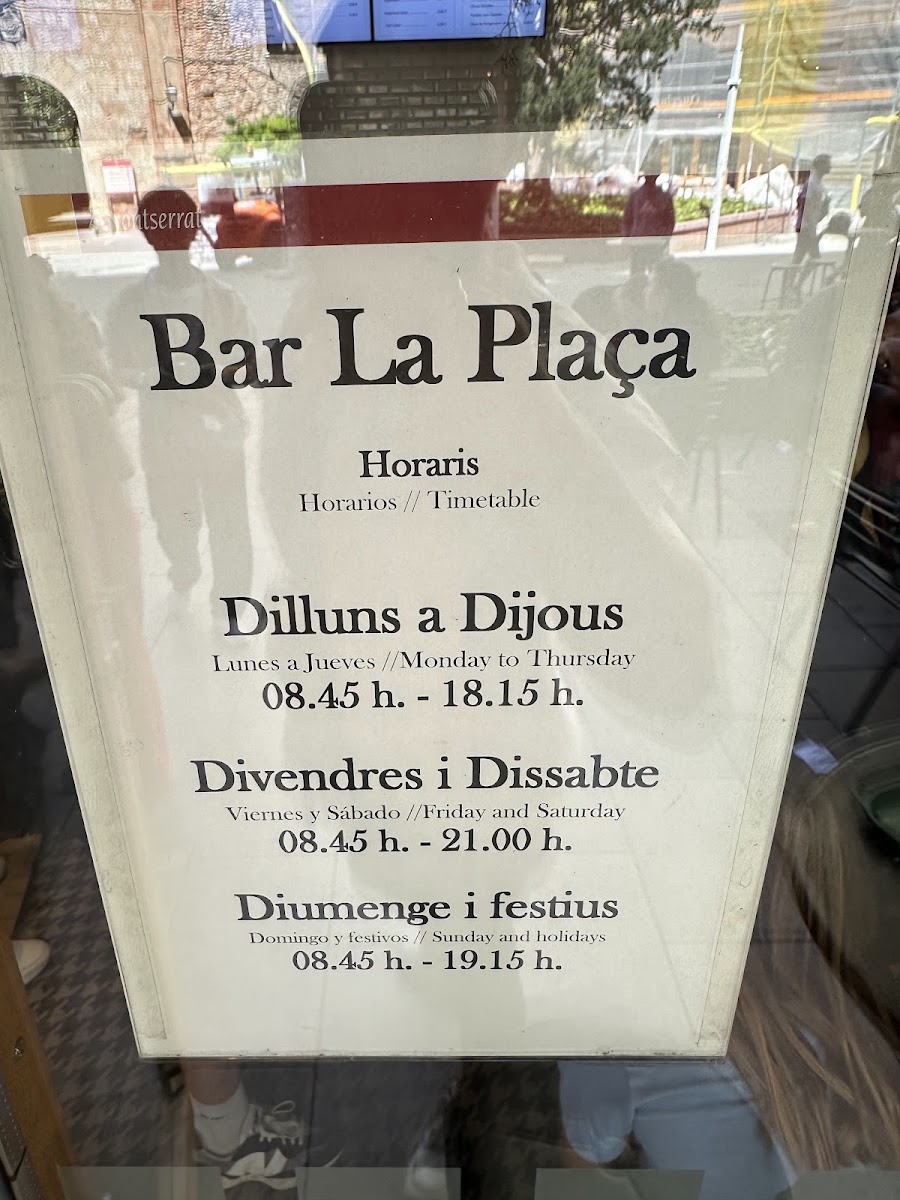 Montserrat
Bar La Plaça
Horaris
Horarios // Timetable
Dilluns a Dijous
Lunes a Jueves //Monday to Thursday
08.45 h. - 18.15 h.
Divendres i Dissabte
Viernes y Sábado //Friday and Saturday
08.45 h. - 21.00 h.
Diumenge i festius
Domingo y festivos // Sunday and holidays
08.45 h. - 19.15 h.